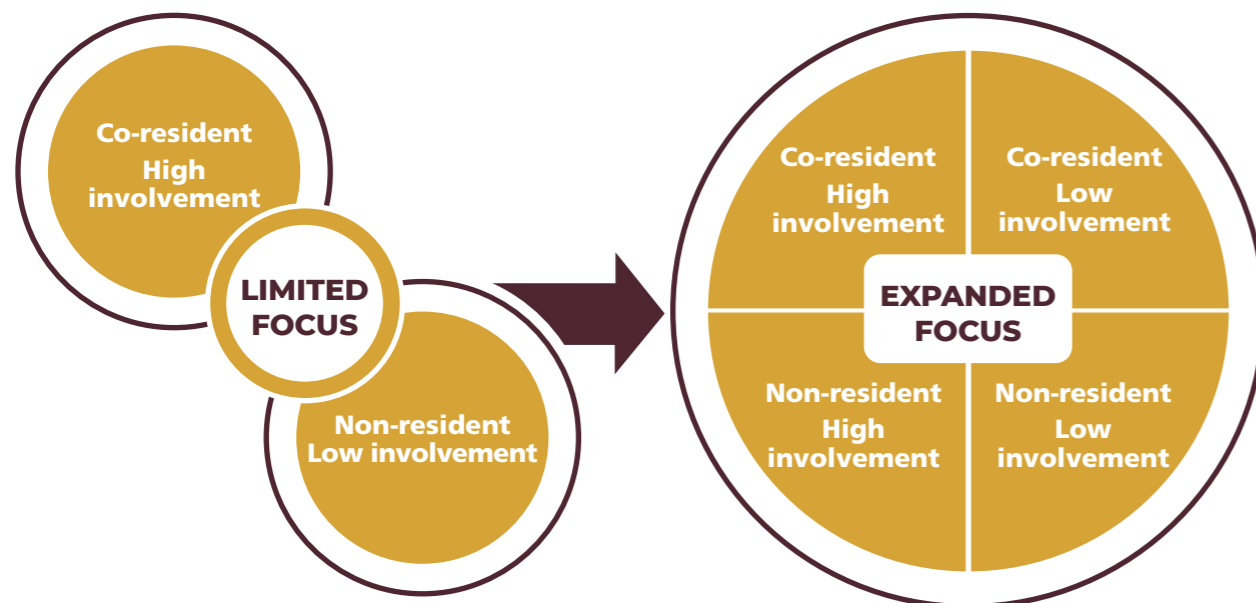 Co-resident
High
involvement
LIMITED
FOCUS
Non-resident
Low involvement
Co-resident
High
involvement
Co-resident
Low
involvement
EXPANDED
FOCUS
Non-resident
High
involvement
Non-resident
Low
involvement